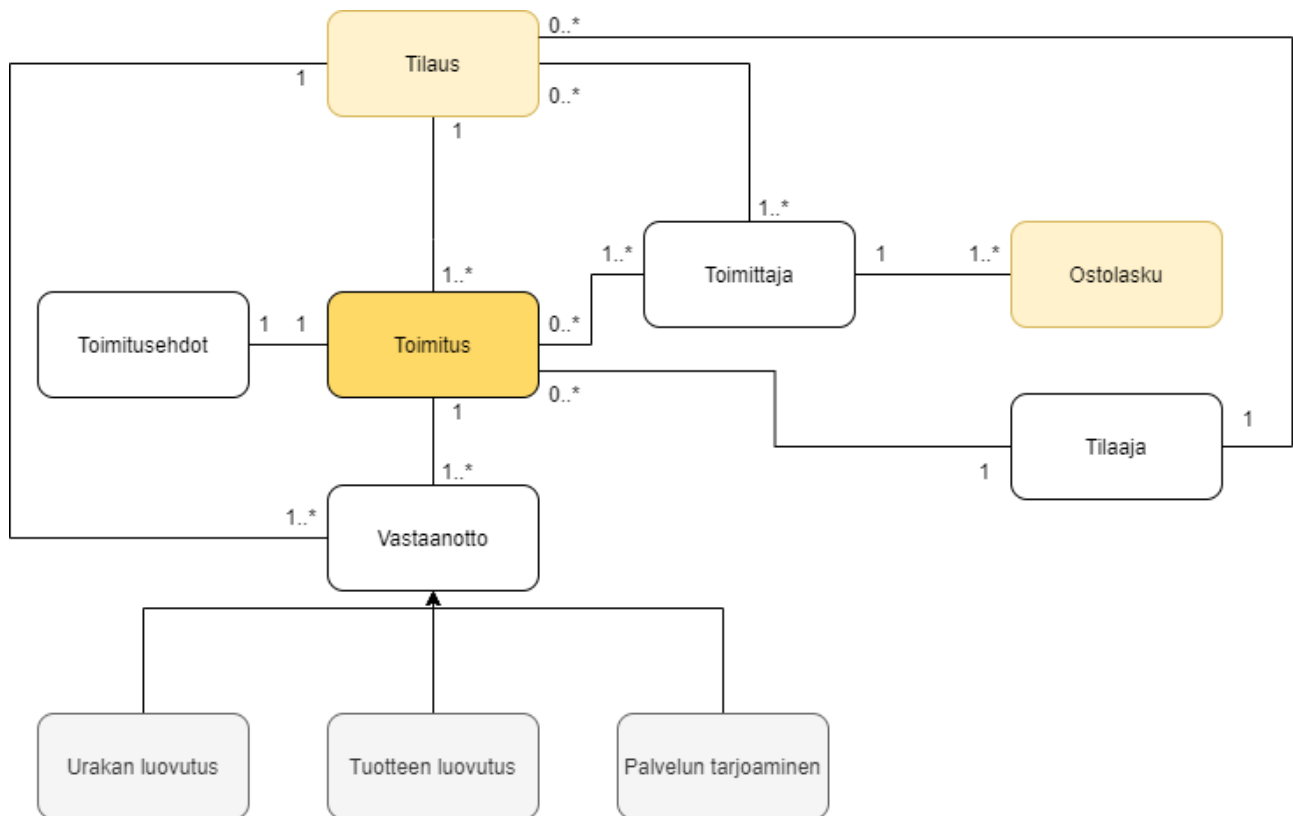 0..*
Tilaus
1
0..*
1
1..*
Toimittaja
1..*
1
1..*
Ostolasku
1..*
Toimitusehdot
1
1
Toimitus
0..*
0..*
1
Tilaaja
1
1
1..*
1..*
Vastaanotto
Urakan luovutus
Tuotteen luovutus
Palvelun tarjoaminen